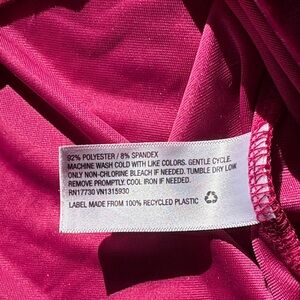 92% POLYESTER / 8% SPANDEX
MACHINE WASH COLD WITH LIKE COLORS. GENTLE CYCLE.
ONLY NON-CHLORINE BLEACH IF NEEDED. TUMBLE DRY LOW
REMOVE PROMPTLY. COOL IRON IF NEEDED.
RN17730 VN1315930
LABEL MADE FROM 100% RECYCLED PLASTIC